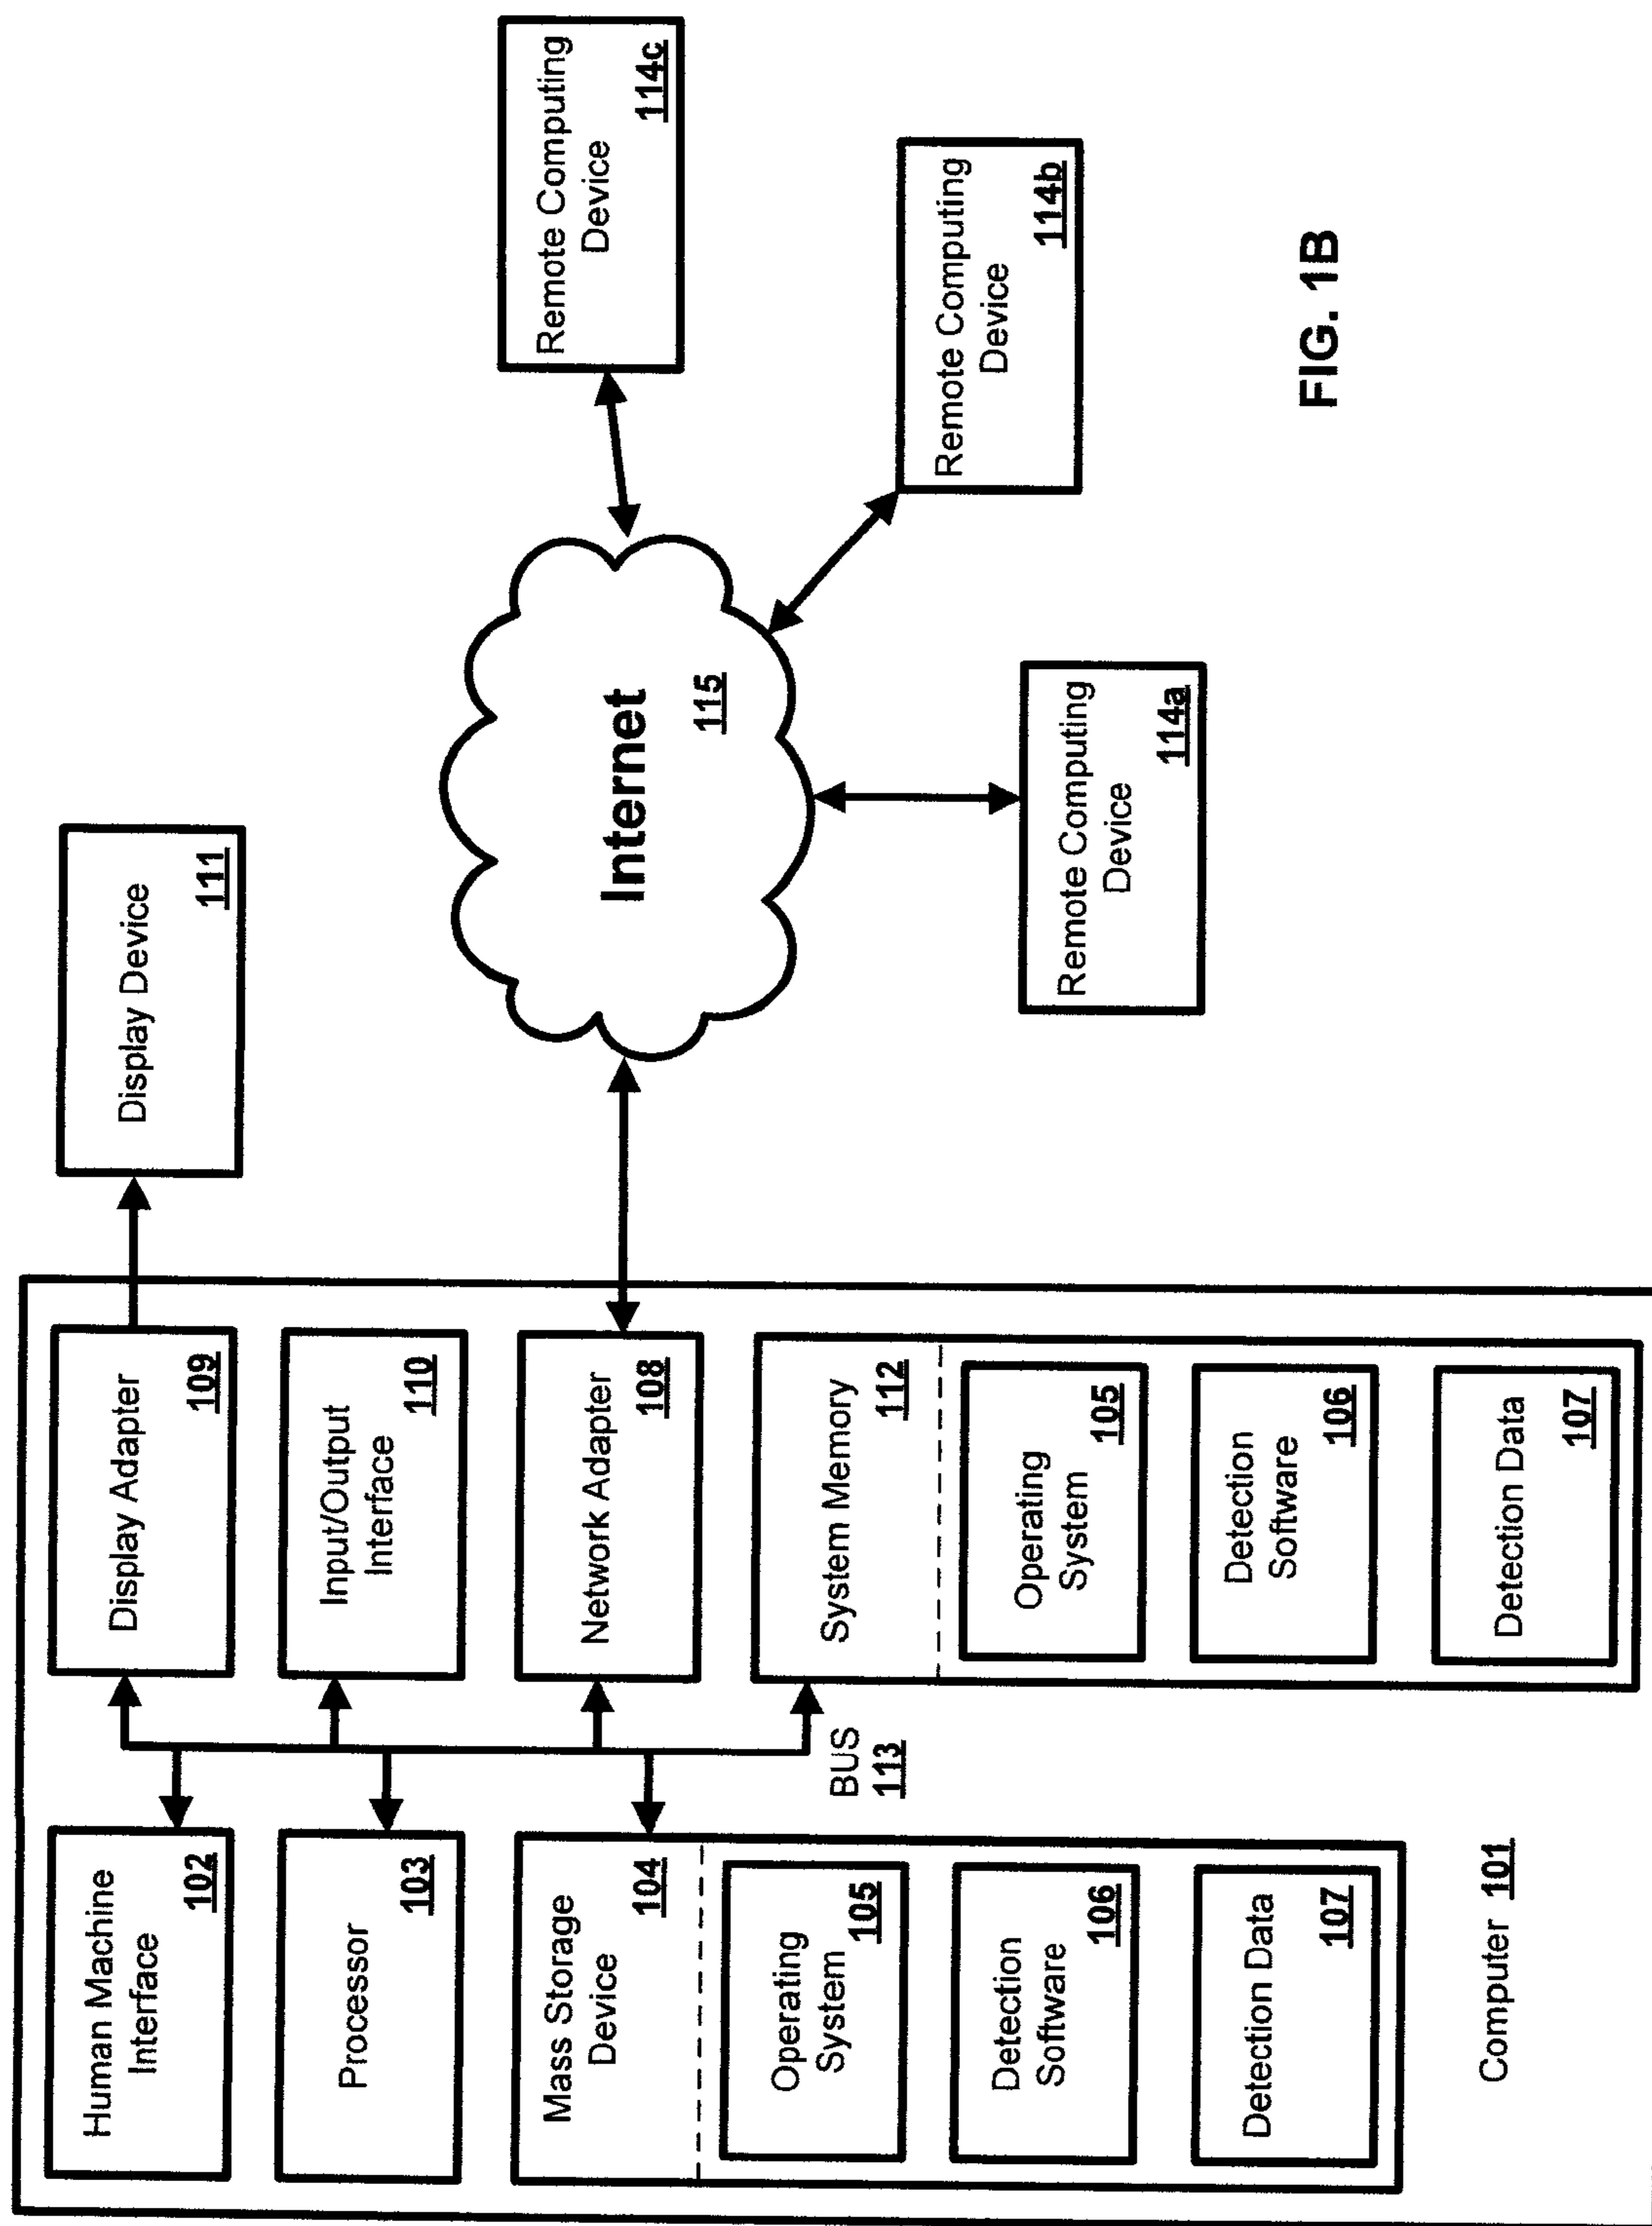 Human Machine
Interface
102
Processor
103
Mass Storage
Device
104
Operating
System
105
Detection
Software
106
Detection Data
107
Computer 101
BUS
113
Display Adapter
109
Input/Output
Interface
110
Network Adapter
108
System Memory
112
Operating
System
105
Detection
Software
106
Detection Data
107
Display Device
111
Internet
115
Remote Computing
Device
114a
Remote Computing
Device
114b
Remote Computing
Device
114c
FIG. 1B